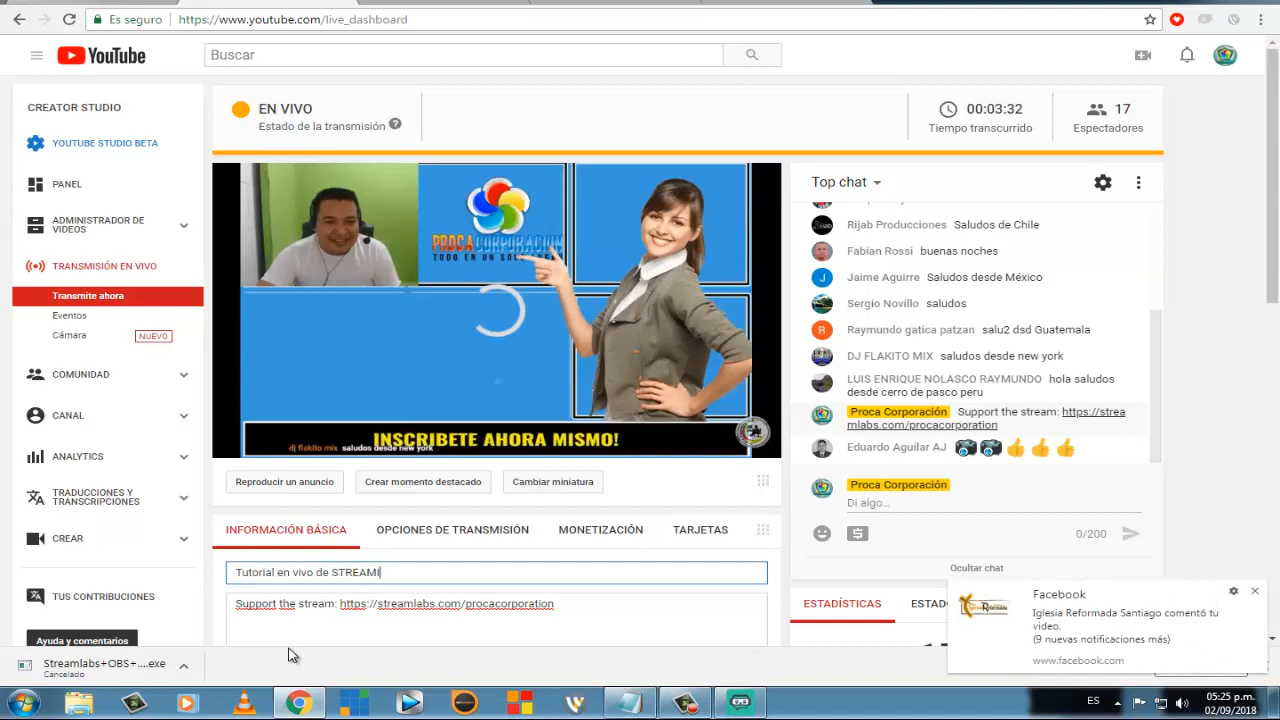 Es seguro
https://www.youtube.com/live_dashboard
YouTube
Buscar
CREATOR STUDIO
YOUTUBE STUDIO BETA
PANEL
ADMINISTRADOR DE
VIDEOS
TRANSMISIÓN EN VIVO
Transmite ahora
Eventos
Cámara
NUEVO
COMUNIDAD
CANAL
ANALYTICS
TRADUCCIONES Y
TRANSCRIPCIONES
CREAR
TUS CONTRIBUCIONES
Ayuda y comentarios
EN VIVO
Estado de la transmisión
00:03:32
Tiempo transcurrido
17
Espectadores
PROCA CORPORACION
TODO EN UN SOL
INSCRIBETE AHORA MISMO!
dj flakito mix saludos desde new york
Reproducir un anuncio
Crear momento destacado
Cambiar miniatura
INFORMACIÓN BÁSICA
OPCIONES DE TRANSMISIÓN
MONETIZACIÓN
TARJETAS
Tutorial en vivo de STREAMI
Support the stream: https://streamlabs.com/procacorporation
Top chat
Rijab Producciones Saludos de Chile
Fabian Rossi buenas noches
Jaime Aguirre Saludos desde México
Sergio Novillo saludos
Raymundo gatica patzan salu2 dsd Guatemala
DJ FLAKITO MIX saludos desde new york
LUIS ENRIQUE NOLASCO RAYMUNDO hola saludos
desde cerro de pasco peru
Proca Corporación Support the stream: https://strea
mlabs.com/procacorporation
Eduardo Aguilar AJ
Proca Corporación
Di algo...
0/200
Ocultar chat
ESTADÍSTICAS
ESTADO
Facebook
Iglesia Reformada Santiago comentó tu
video.
(9 nuevas notificaciones más)
www.facebook.com
Streamlabs+OBS+....exe
Cancelado
ES
05:25 p.m.
02/09/2018